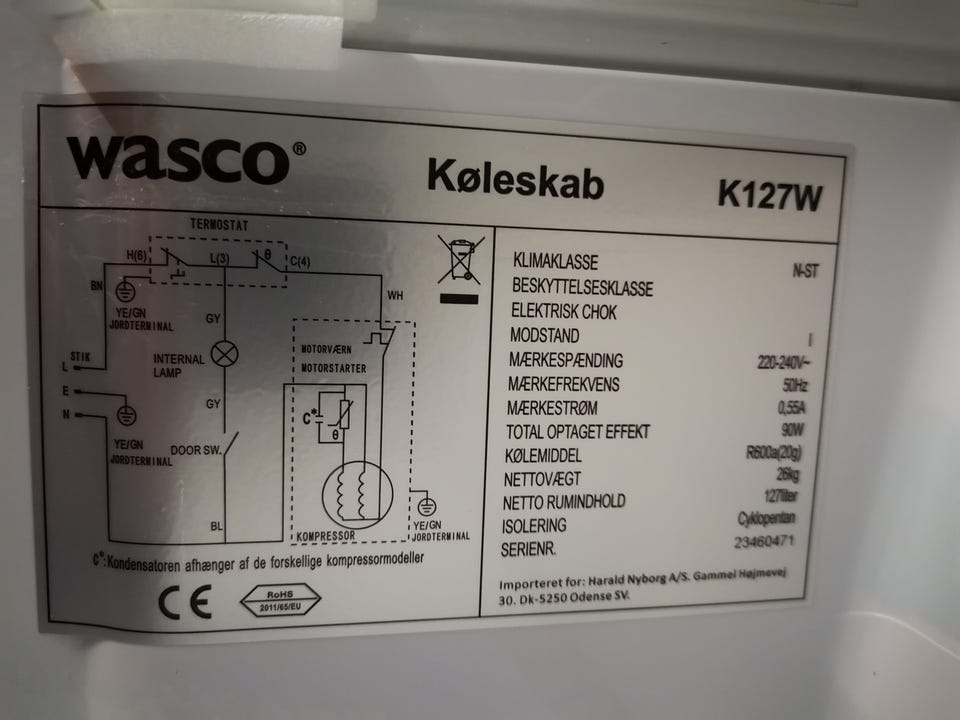 wasco®
Køleskab
K127W
TERMOSTAT
H(6)
L(3)
θ
C(4)
BN
YE/GN
JORDTERMINAL
GY
WH
STIK
L
E
N
INTERNAL
LAMP
MOTORVÆRN
MOTORSTARTER
C*
θ
GY
YE/GN
JORDTERMINAL
DOOR SW.
BL
KOMPRESSOR
YE/GN
JORDTERMINAL
C*:Kondensatoren afhænger af de forskellige kompressormodeller
CE
RoHS
2011/65/EU
KLIMAKLASSE N-ST
BESKYTTELSESKLASSE
ELEKTRISK CHOK
MODSTAND I
MÆRKESPÆNDING 220-240V~
MÆRKEFREKVENS 50Hz
MÆRKESTRØM 0,55A
TOTAL OPTAGET EFFEKT 90W
KØLEMIDDEL R600a(20g)
NETTOVÆGT 26kg
NETTO RUMINDHOLD 127liter
ISOLERING Cyklopentan
SERIENR. 23460471
Importeret for: Harald Nyborg A/S. Gammel Højmevej
30. Dk-5250 Odense SV.